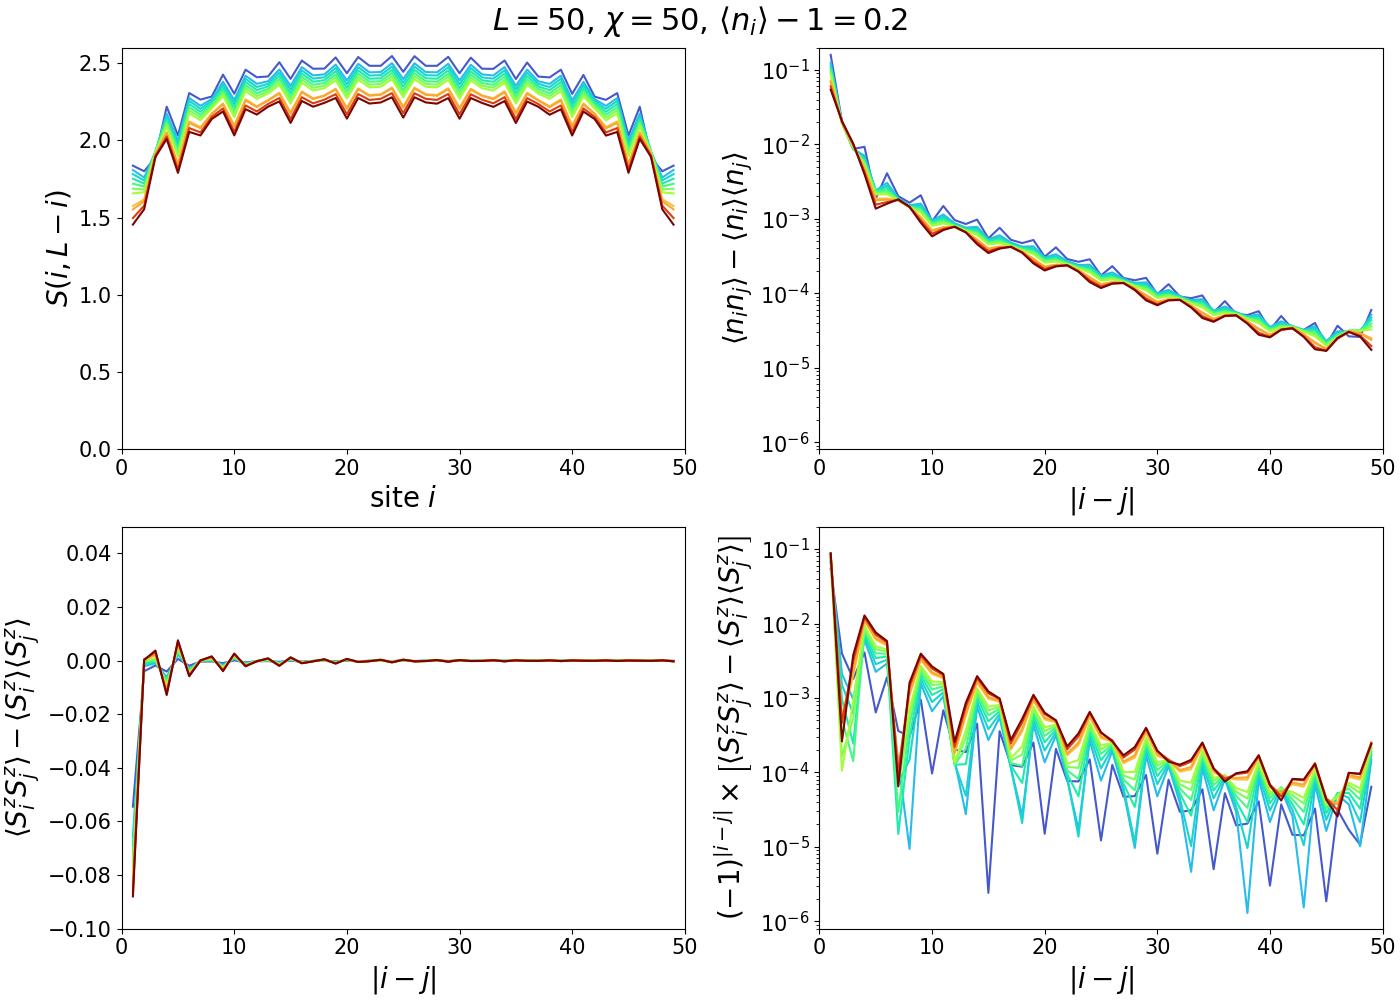 L = 50, χ = 50, ⟨n_i⟩ − 1 = 0.2
S(i, L − i)
2.5
2.0
1.5
1.0
0.5
0.0
0 10 20 30 40 50
site i
⟨n_i n_j⟩ − ⟨n_i⟩⟨n_j⟩
10^−1
10^−2
10^−3
10^−4
10^−5
10^−6
0 10 20 30 40 50
|i − j|
⟨S_i^z S_j^z⟩ − ⟨S_i^z⟩⟨S_j^z⟩
0.04
0.02
0.00
−0.02
−0.04
−0.06
−0.08
−0.10
0 10 20 30 40 50
|i − j|
(−1)^|i−j| × [⟨S_i^z S_j^z⟩ − ⟨S_i^z⟩⟨S_j^z⟩]
10^−1
10^−2
10^−3
10^−4
10^−5
10^−6
0 10 20 30 40 50
|i − j|